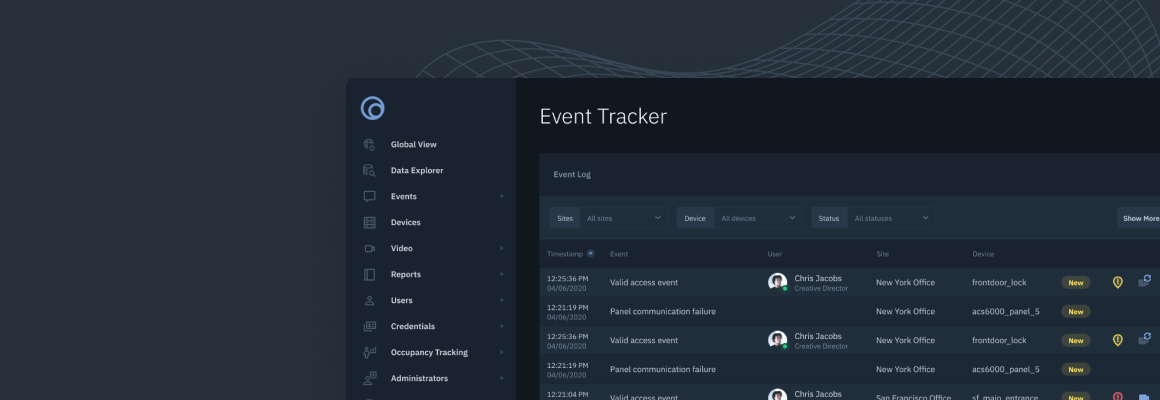 Event Tracker
Global View
Data Explorer
Events
Devices
Video
Reports
Users
Credentials
Occupancy Tracking
Administrators
Event Log
Sites All sites Device All devices Status All statuses Show More
Timestamp Event User Site Device
12:25:36 PM Valid access event Chris Jacobs New York Office frontdoor_lock New
04/06/2020 Creative Director
12:21:19 PM Panel communication failure New York Office acs6000_panel_5 New
04/06/2020
12:25:36 PM Valid access event Chris Jacobs New York Office frontdoor_lock New
04/06/2020 Creative Director
12:21:19 PM Panel communication failure New York Office acs6000_panel_5 New
04/06/2020
12:21:04 PM Valid access event Chris Jacobs San Francisco Office sf_main_entrance New